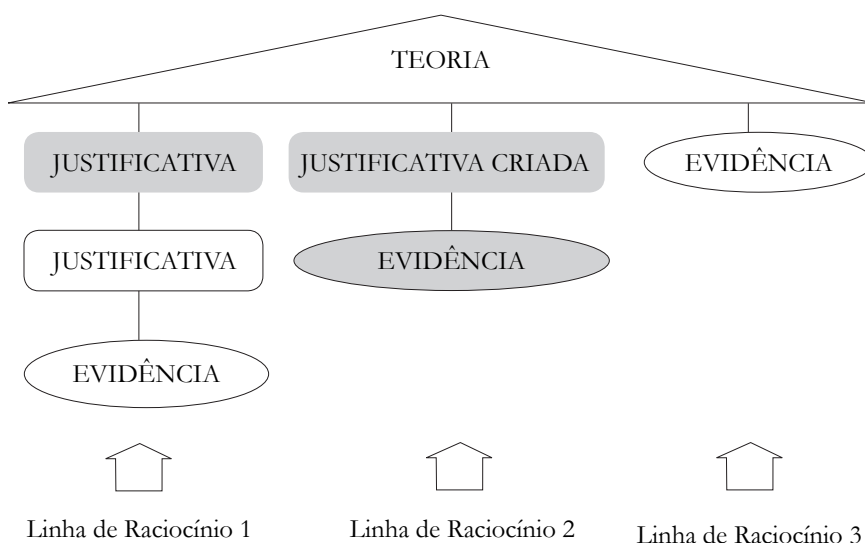 TEORIA
JUSTIFICATIVA
JUSTIFICATIVA CRIADA
EVIDÊNCIA
JUSTIFICATIVA
EVIDÊNCIA
EVIDÊNCIA
Linha de Raciocínio 1
Linha de Raciocínio 2
Linha de Raciocínio 3